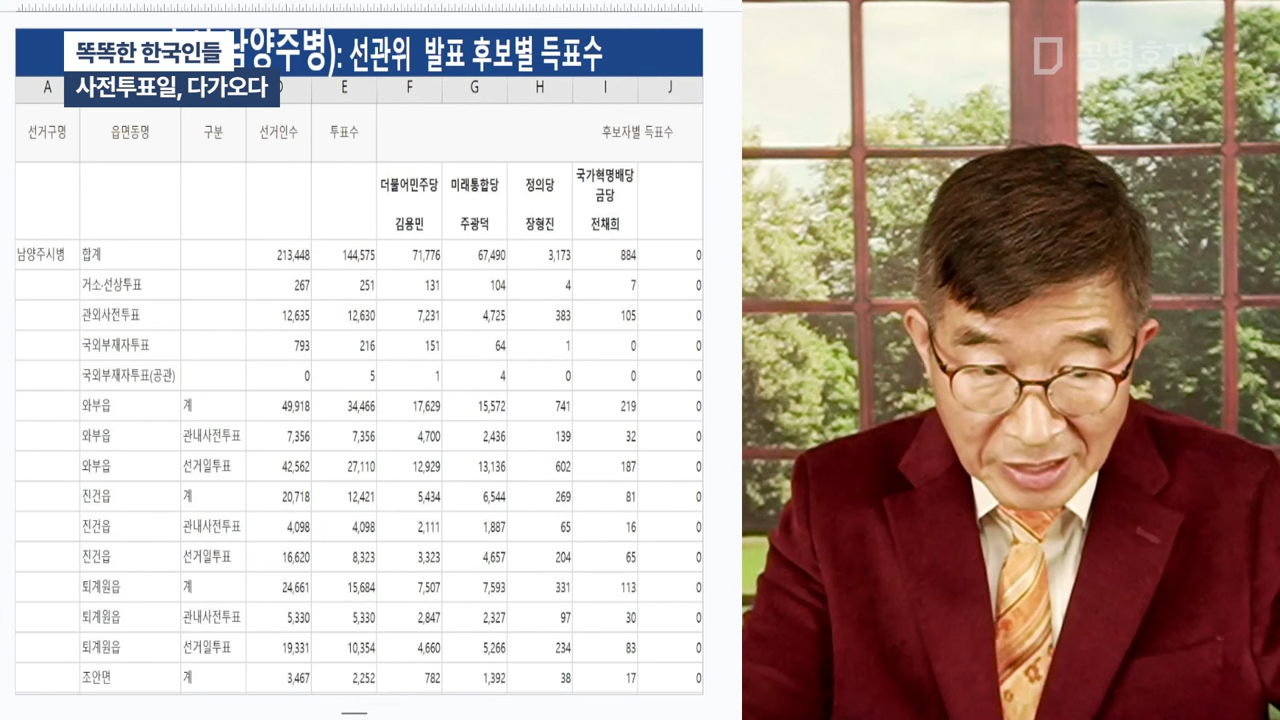 남양주병): 선관위 발표 후보별 득표수
똑똑한 한국인들
사전투표일, 다가오다
공병호TV
A E F G H I J
선거구명 읍면동명 구분 선거인수 투표수 후보자별 득표수
더불어민주당 미래통합당 정의당 국가혁명배당
금당
김용민 주광덕 장형진 전채희
남양주시병 합계 213,448 144,575 71,776 67,490 3,173 884 0
거소·선상투표 267 251 131 104 4 7 0
관외사전투표 12,635 12,630 7,231 4,725 383 105 0
국외부재자투표 793 216 151 64 1 0 0
국외부재자투표(공관) 0 5 1 4 0 0 0
와부읍 계 49,918 34,466 17,629 15,572 741 219 0
와부읍 관내사전투표 7,356 7,356 4,700 2,436 139 32 0
와부읍 선거일투표 42,562 27,110 12,929 13,136 602 187 0
진건읍 계 20,718 12,421 5,434 6,544 269 81 0
진건읍 관내사전투표 4,098 4,098 2,111 1,887 65 16 0
진건읍 선거일투표 16,620 8,323 3,323 4,657 204 65 0
퇴계원읍 계 24,661 15,684 7,507 7,593 331 113 0
퇴계원읍 관내사전투표 5,330 5,330 2,847 2,327 97 30 0
퇴계원읍 선거일투표 19,331 10,354 4,660 5,266 234 83 0
조안면 계 3,467 2,252 782 1,392 38 17 0